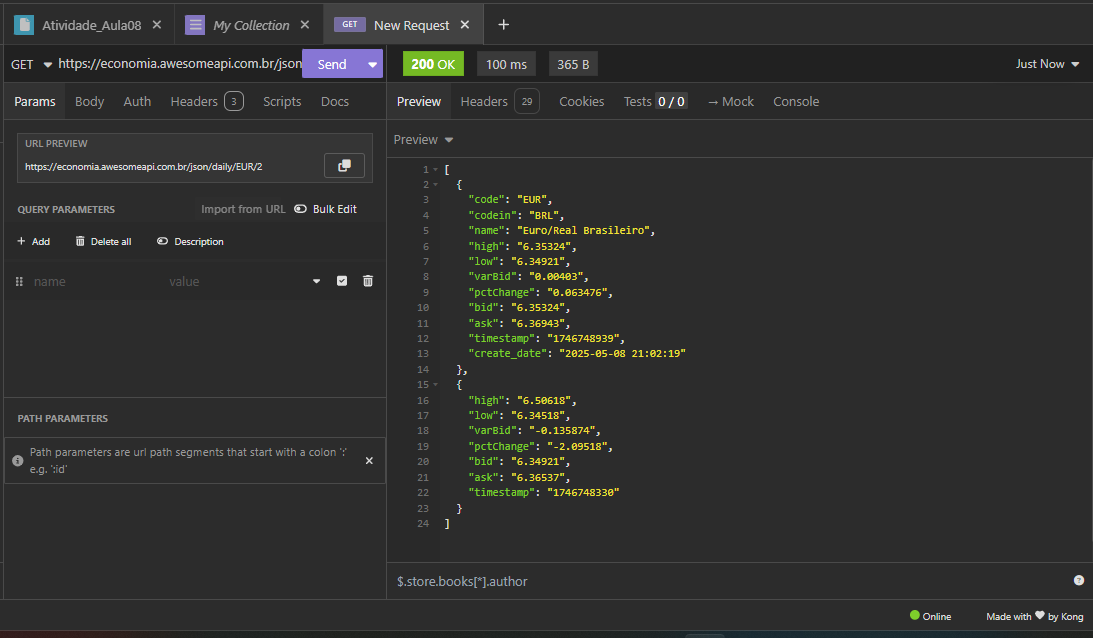 Atividade_Aula08
My Collection
GET New Request
GET https://economia.awesomeapi.com.br/json Send
200 OK 100 ms 365 B Just Now
Params Body Auth Headers 3 Scripts Docs
Preview Headers 29 Cookies Tests 0 / 0 → Mock Console
URL PREVIEW
https://economia.awesomeapi.com.br/json/daily/EUR/2
QUERY PARAMETERS Import from URL Bulk Edit
+ Add Delete all Description
name value
PATH PARAMETERS
Path parameters are url path segments that start with a colon ':'
e.g. ':id'
Preview
1 [
2 {
3 "code": "EUR",
4 "codein": "BRL",
5 "name": "Euro/Real Brasileiro",
6 "high": "6.35324",
7 "low": "6.34921",
8 "varBid": "0.00403",
9 "pctChange": "0.063476",
10 "bid": "6.35324",
11 "ask": "6.36943",
12 "timestamp": "1746748939",
13 "create_date": "2025-05-08 21:02:19"
14 },
15 {
16 "high": "6.50618",
17 "low": "6.34518",
18 "varBid": "-0.135874",
19 "pctChange": "-2.09518",
20 "bid": "6.34921",
21 "ask": "6.36537",
22 "timestamp": "1746748330"
23 }
24 ]
$.store.books[*].author
Online Made with ❤ by Kong